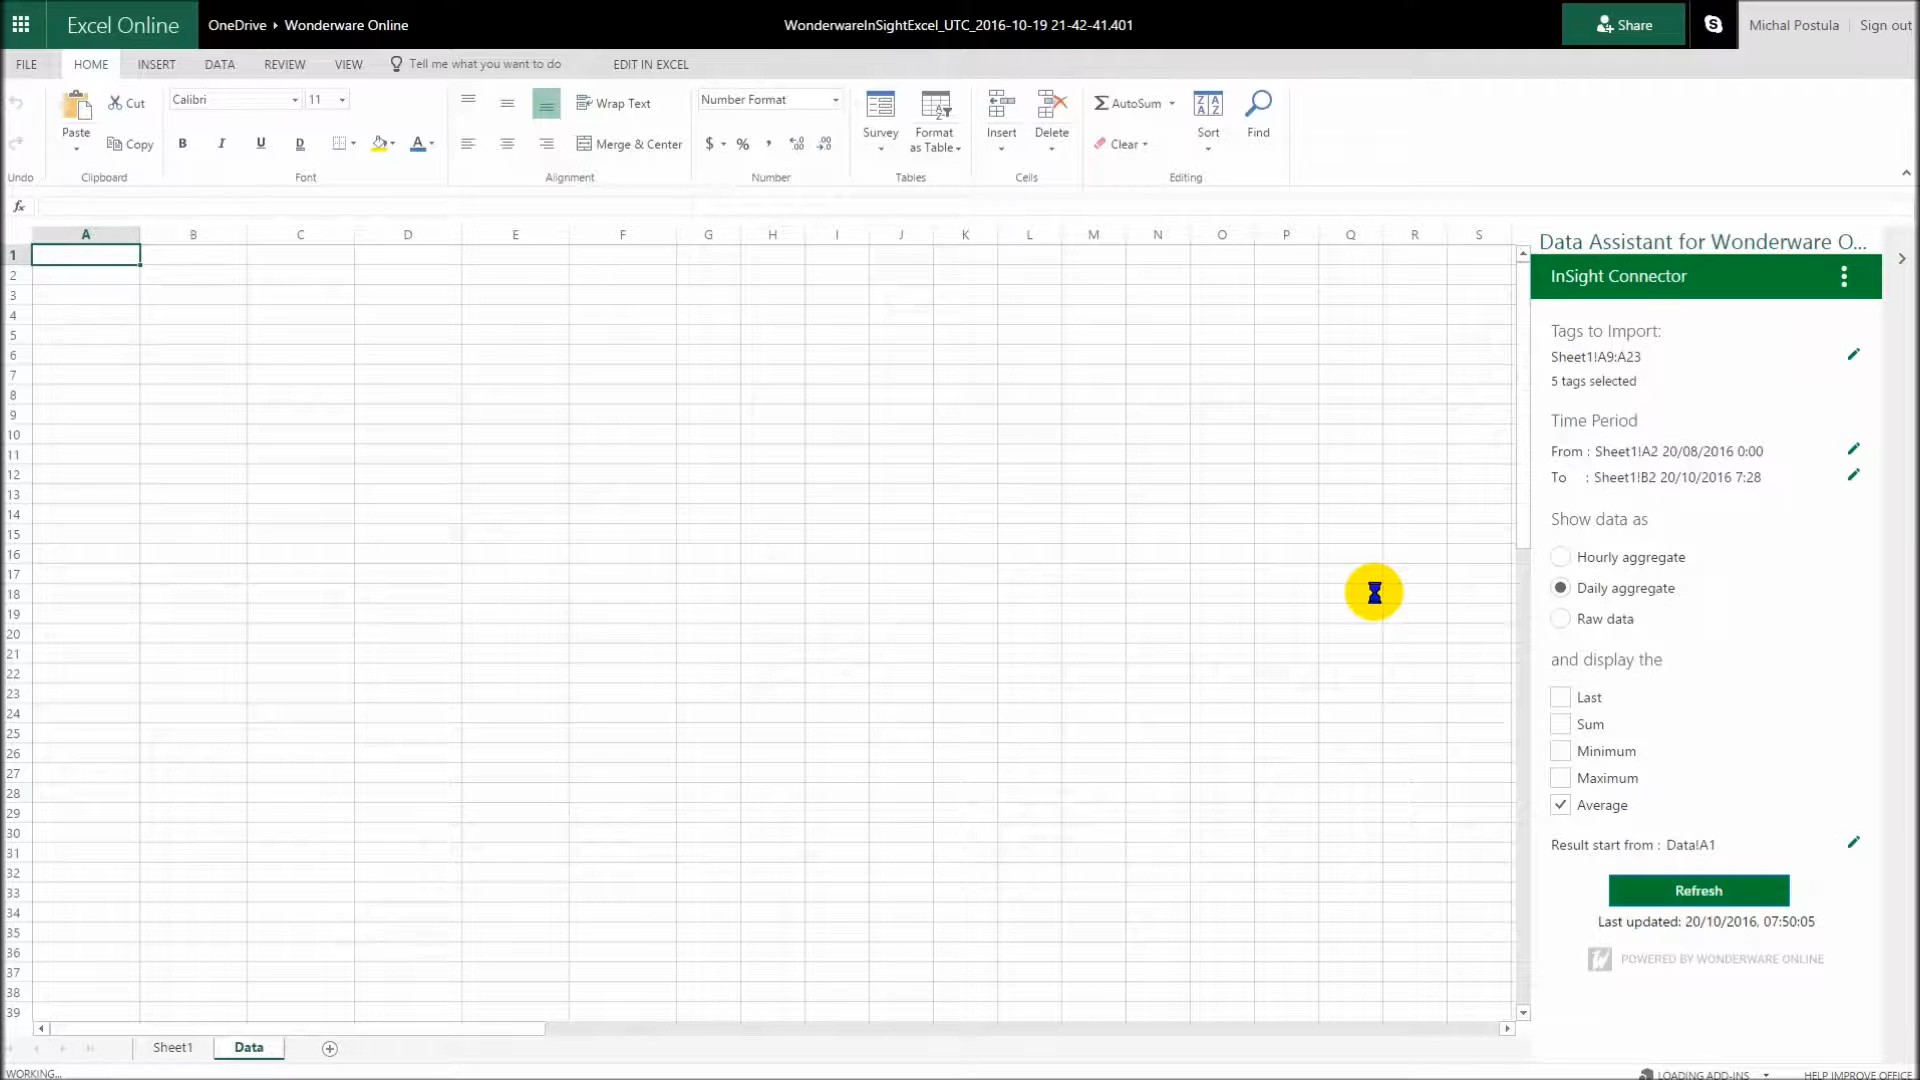 Excel Online OneDrive ▸ Wonderware Online WonderwareInSightExcel_UTC_2016-10-19 21-42-41.401 Share Michal Postula Sign out
FILE HOME INSERT DATA REVIEW VIEW Tell me what you want to do EDIT IN EXCEL
Paste Cut Calibri 11 Wrap Text Number Format Survey Format as Table Insert Delete AutoSum Sort Find
Copy B I U D A Merge & Center $ % Clear
Undo Clipboard Font Alignment Number Tables Cells Editing
fx
A B C D E F G H I J K L M N O P Q R S
1
2
3
4
5
6
7
8
9
10
11
12
13
14
15
16
17
18
19
20
21
22
23
24
25
26
27
28
29
30
31
32
33
34
35
36
37
38
39
Data Assistant for Wonderware O...
InSight Connector
Tags to Import:
Sheet1!A9:A23
5 tags selected
Time Period
From : Sheet1!A2 20/08/2016 0:00
To : Sheet1!B2 20/10/2016 7:28
Show data as
Hourly aggregate
Daily aggregate
Raw data
and display the
Last
Sum
Minimum
Maximum
Average
Result start from : Data!A1
Refresh
Last updated: 20/10/2016, 07:50:05
POWERED BY WONDERWARE ONLINE
Sheet1 Data
WORKING... LOADING ADD-INS HELP IMPROVE OFFICE